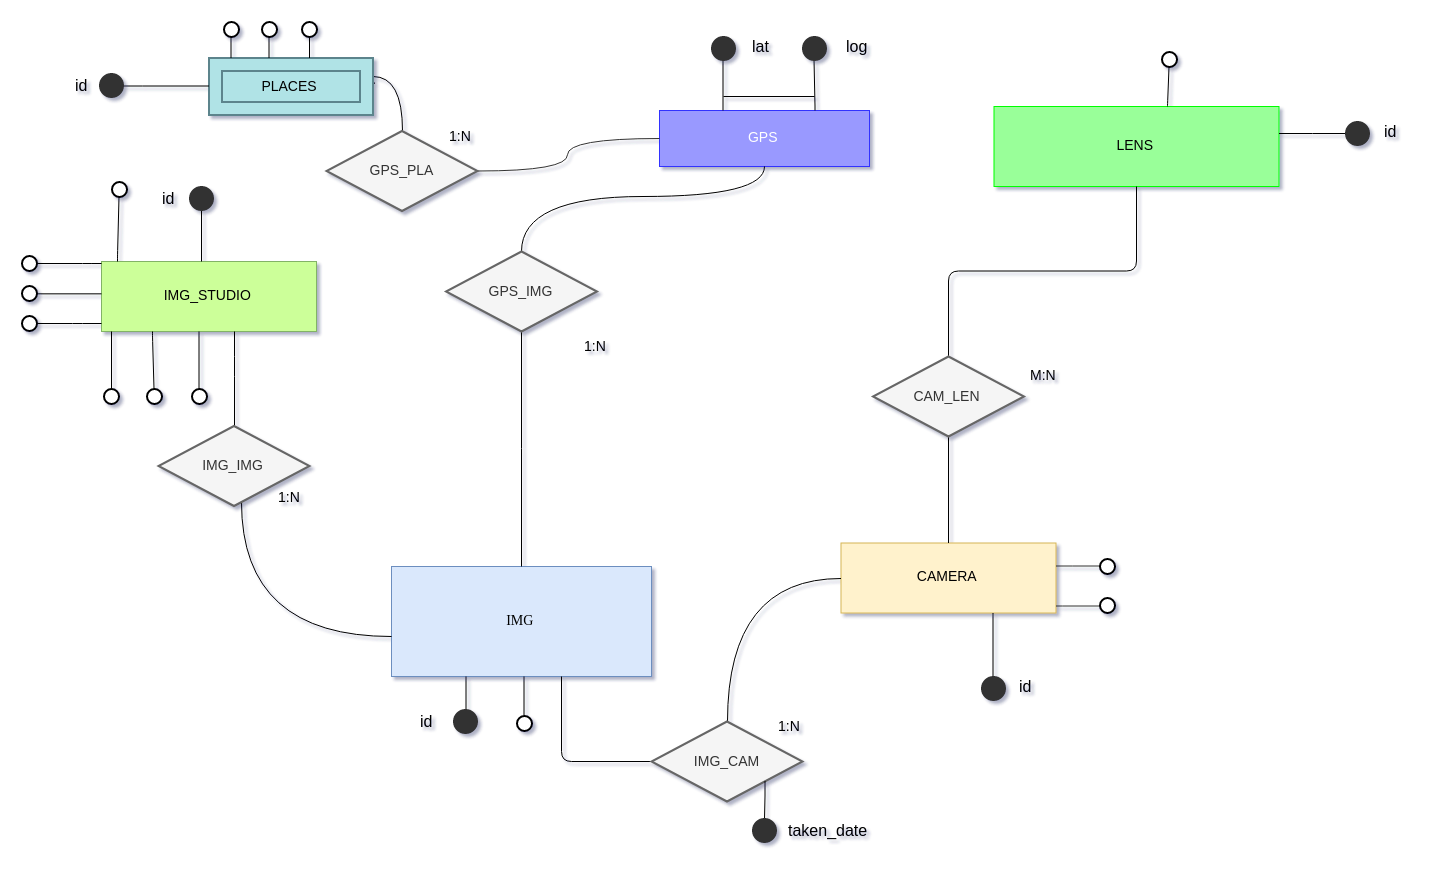 lat
log
id
PLACES
id
1:N
GPS
LENS
GPS_PLA
id
IMG_STUDIO
GPS_IMG
1:N
M:N
CAM_LEN
IMG_IMG
1:N
CAMERA
IMG
id
id
1:N
IMG_CAM
taken_date